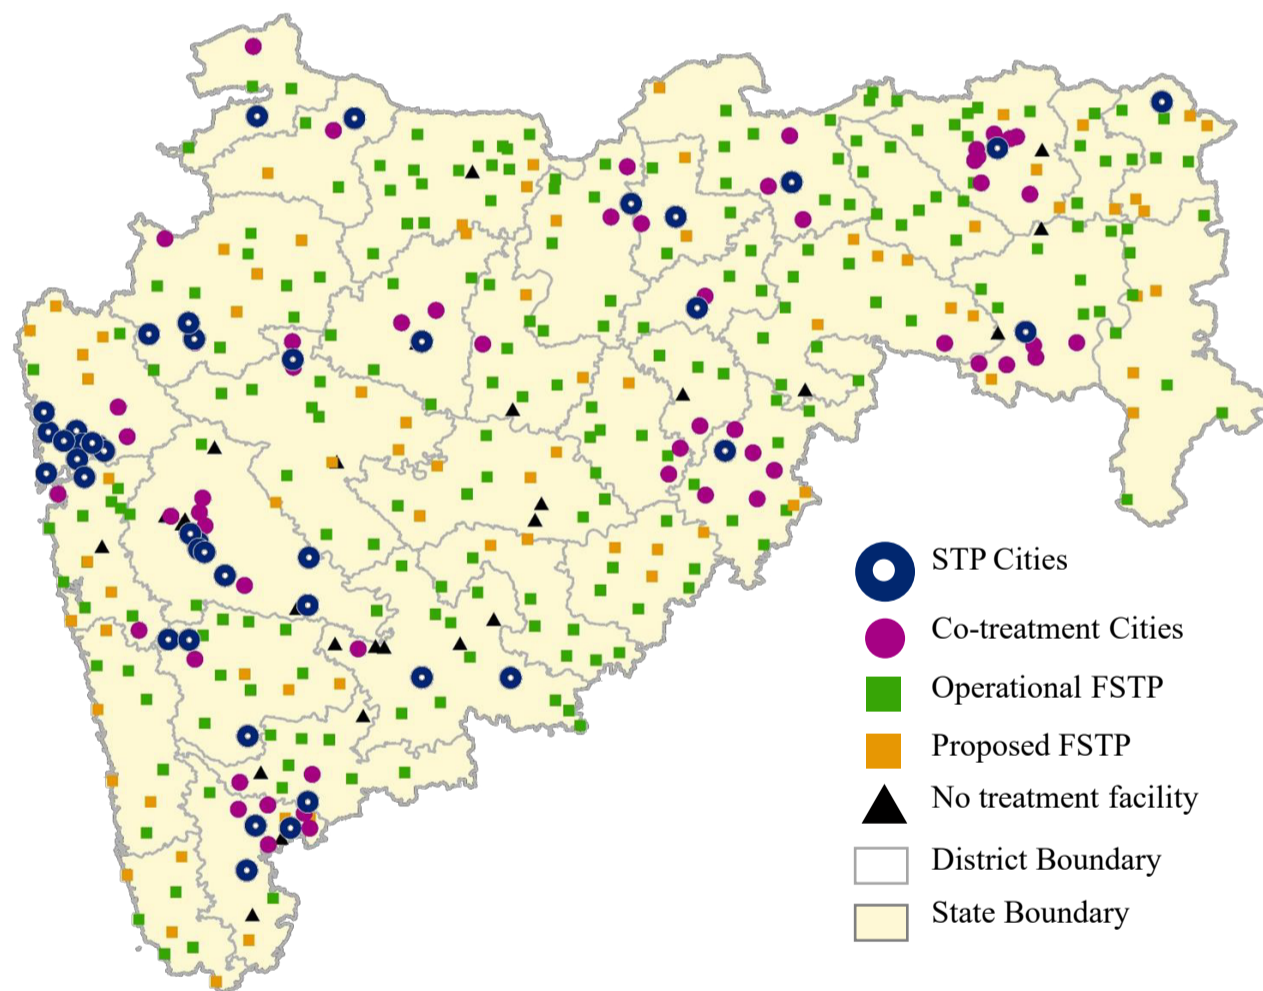 STP Cities
Co-treatment Cities
Operational FSTP
Proposed FSTP
No treatment facility
District Boundary
State Boundary